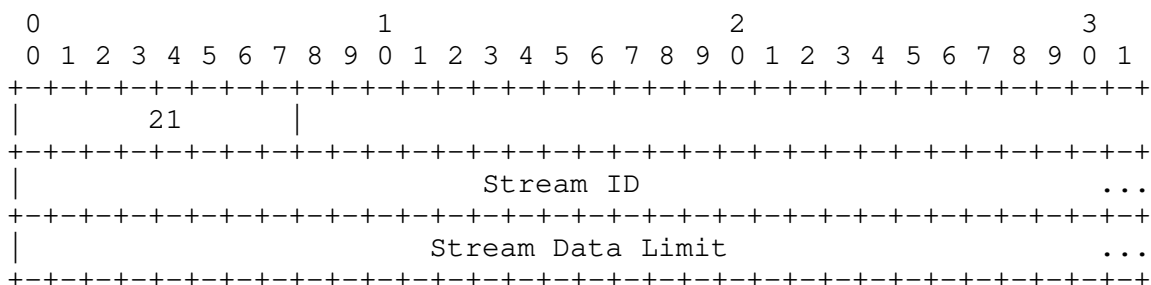 0                   1                   2                   3
 0 1 2 3 4 5 6 7 8 9 0 1 2 3 4 5 6 7 8 9 0 1 2 3 4 5 6 7 8 9 0 1
+-+-+-+-+-+-+-+-+-+-+-+-+-+-+-+-+-+-+-+-+-+-+-+-+-+-+-+-+-+-+-+-+
|       21      |
+-+-+-+-+-+-+-+-+-+-+-+-+-+-+-+-+-+-+-+-+-+-+-+-+-+-+-+-+-+-+-+-+
|                          Stream ID                          ...
+-+-+-+-+-+-+-+-+-+-+-+-+-+-+-+-+-+-+-+-+-+-+-+-+-+-+-+-+-+-+-+-+
|                       Stream Data Limit                     ...
+-+-+-+-+-+-+-+-+-+-+-+-+-+-+-+-+-+-+-+-+-+-+-+-+-+-+-+-+-+-+-+-+